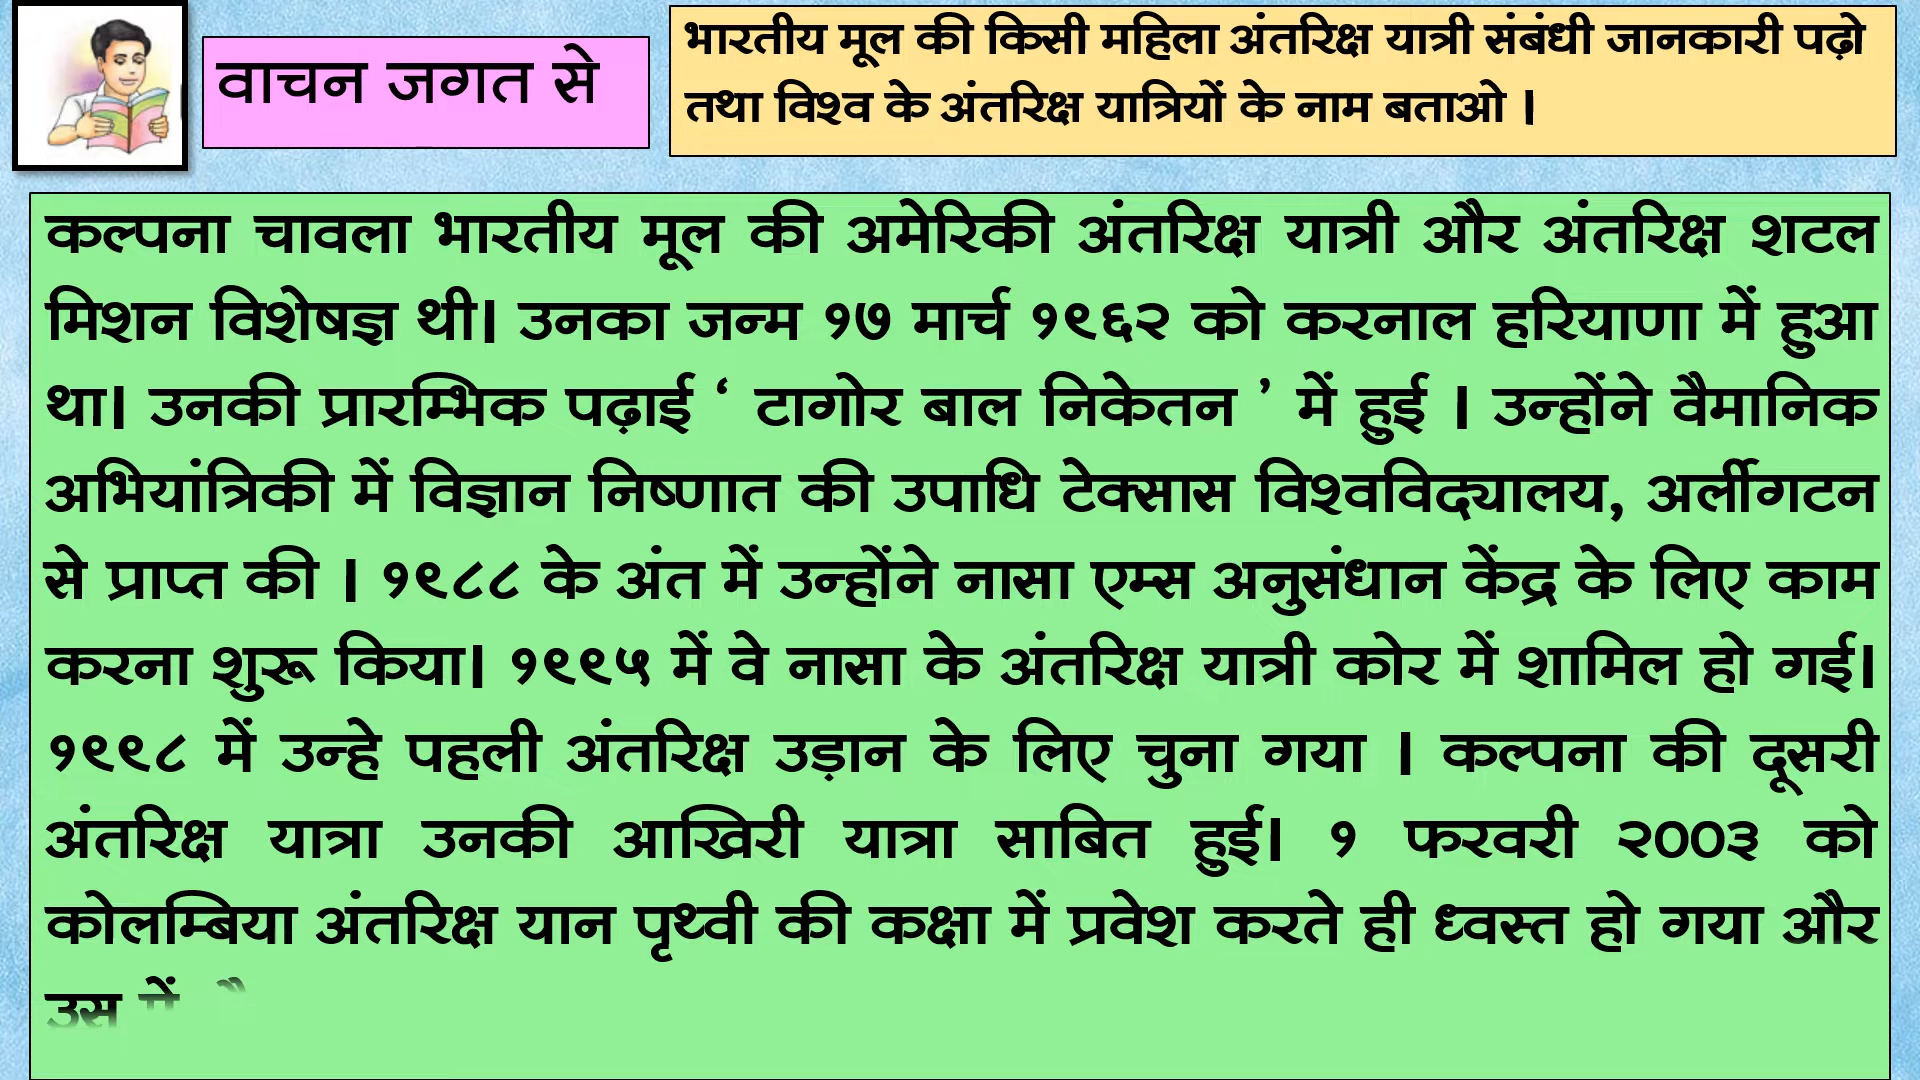 वाचन जगत से
भारतीय मूल की किसी महिला अंतरिक्ष यात्री संबंधी जानकारी पढ़ो
तथा विश्व के अंतरिक्ष यात्रियों के नाम बताओ ।
कल्पना चावला भारतीय मूल की अमेरिकी अंतरिक्ष यात्री और अंतरिक्ष शटल
मिशन विशेषज्ञ थी। उनका जन्म १७ मार्च १९६२ को करनाल हरियाणा में हुआ
था। उनकी प्रारम्भिक पढ़ाई ‘ टागोर बाल निकेतन ’ में हुई । उन्होंने वैमानिक
अभियांत्रिकी में विज्ञान निष्णात की उपाधि टेक्सास विश्वविद्यालय, अर्लीगटन
से प्राप्त की । १९८८ के अंत में उन्होंने नासा एम्स अनुसंधान केंद्र के लिए काम
करना शुरू किया। १९९५ में वे नासा के अंतरिक्ष यात्री कोर में शामिल हो गई।
१९९८ में उन्हे पहली अंतरिक्ष उड़ान के लिए चुना गया । कल्पना की दूसरी
अंतरिक्ष यात्रा उनकी आखिरी यात्रा साबित हुई। १ फरवरी २००३ को
कोलम्बिया अंतरिक्ष यान पृथ्वी की कक्षा में प्रवेश करते ही ध्वस्त हो गया और
उस